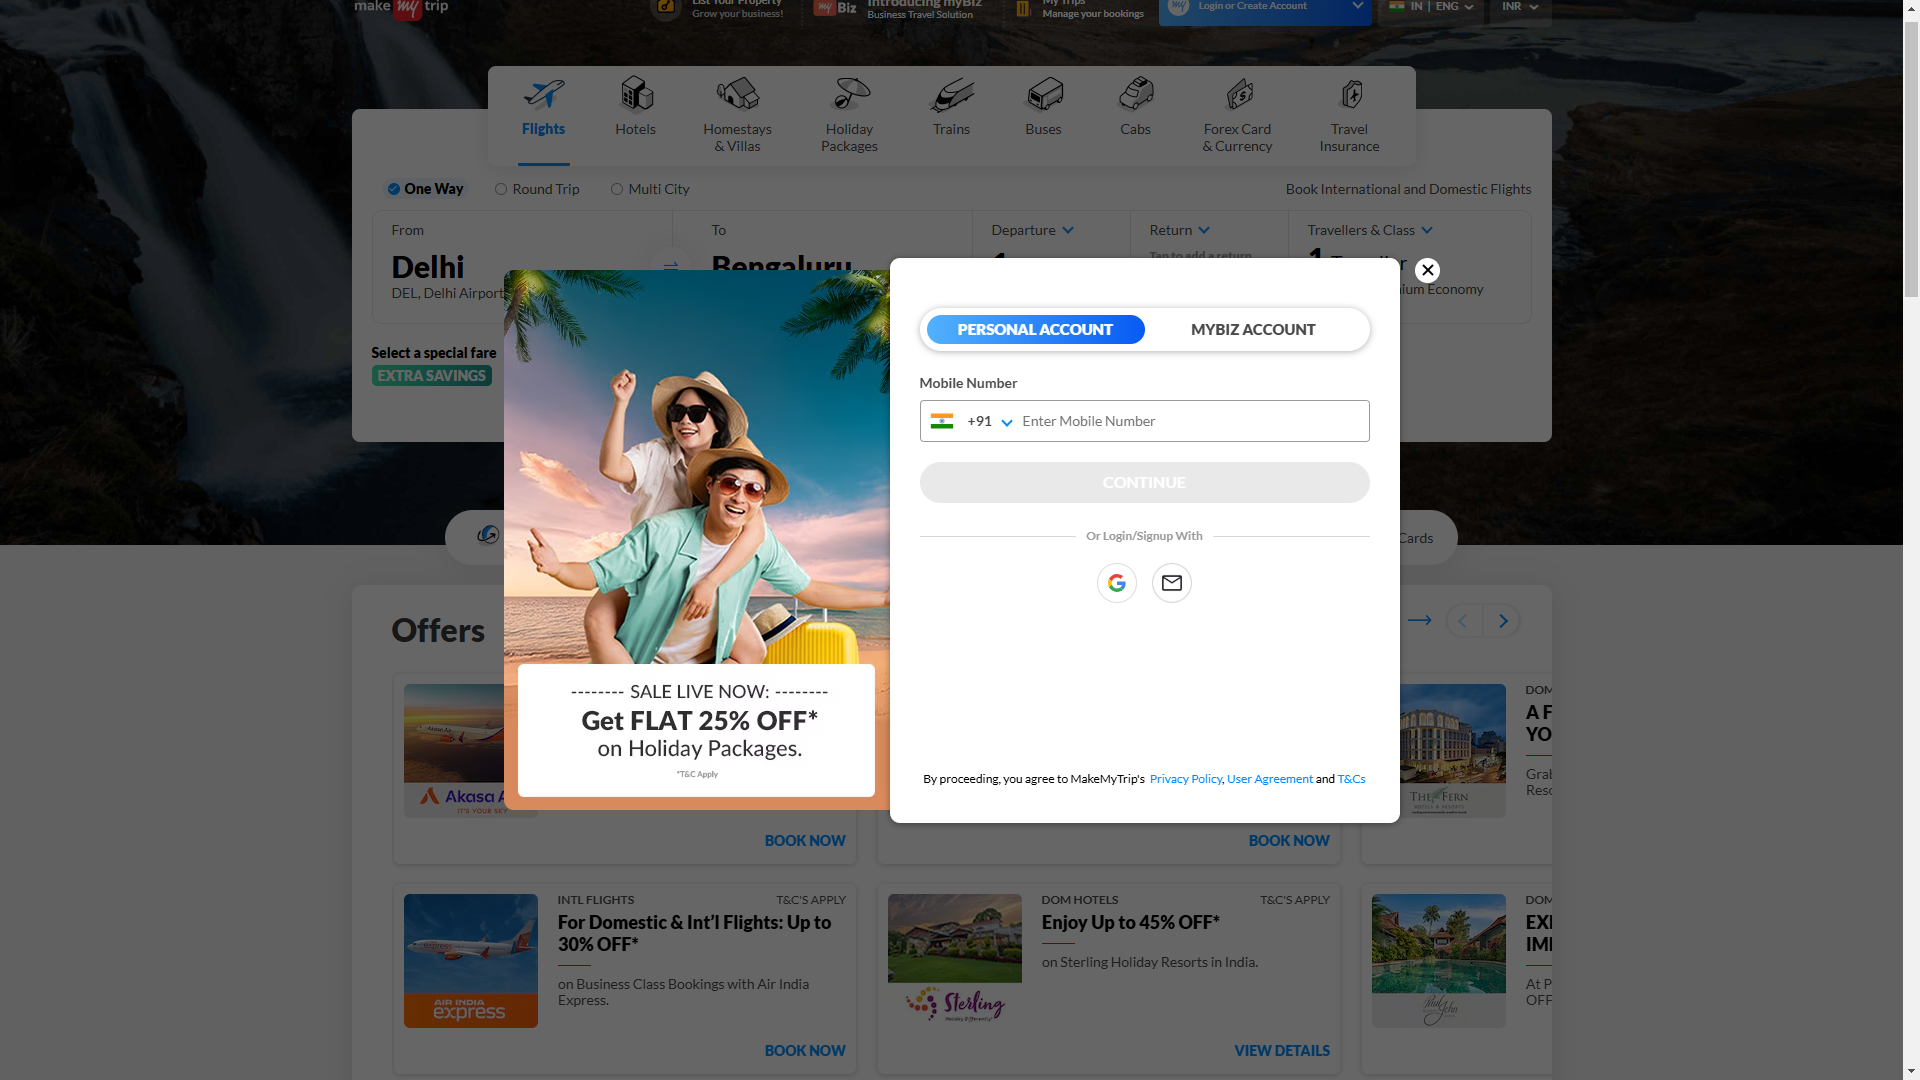 make my trip
List Your Property
Grow your business!
myBiz
Introducing myBiz
Business Travel Solution
My Trips
Manage your bookings
my
Login or Create Account
IN | ENG
INR
Flights
Hotels
Homestays
& Villas
Holiday
Packages
Trains
Buses
Cabs
Forex Card
& Currency
Travel
Insurance
One Way
Round Trip
Multi City
Book International and Domestic Flights
From
To
Departure
Return
Travellers & Class
Delhi
Bengaluru
Tap to add a return
1 Traveller
DEL, Delhi Airport
ium Economy
Select a special fare
EXTRA SAVINGS
PERSONAL ACCOUNT
MYBIZ ACCOUNT
Mobile Number
+91
Enter Mobile Number
CONTINUE
Or Login/Signup With
By proceeding, you agree to MakeMyTrip's Privacy Policy, User Agreement and T&Cs
-------- SALE LIVE NOW: --------
Get FLAT 25% OFF*
on Holiday Packages.
*T&C Apply
Cards
Offers
Akasa A
IT'S YOUR SKY
BOOK NOW
BOOK NOW
DOM
A F
YO
Grab
Reso
THE FERN
HOTELS & RESORTS
INTL FLIGHTS
T&C'S APPLY
For Domestic & Int’l Flights: Up to
30% OFF*
on Business Class Bookings with Air India
Express.
AIR INDIA
express
BOOK NOW
DOM HOTELS
T&C'S APPLY
Enjoy Up to 45% OFF*
on Sterling Holiday Resorts in India.
Sterling
Holiday Differently
VIEW DETAILS
DOM
EX
IM
At P
OFF
Paul John